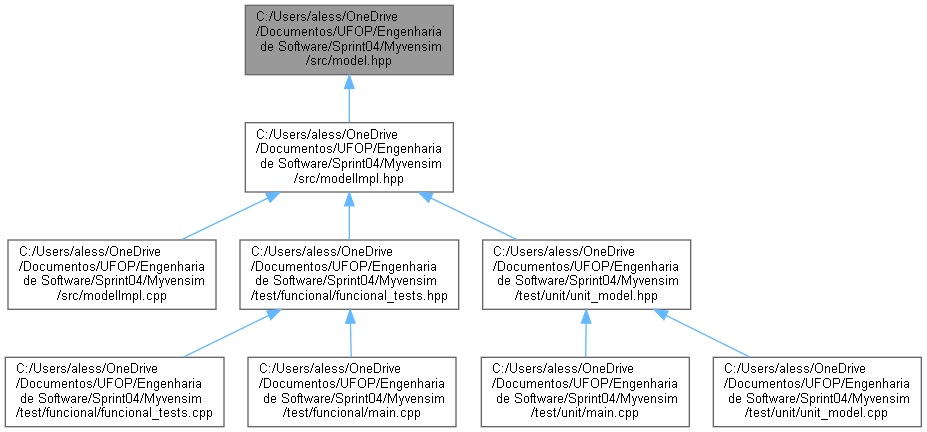 C:/Users/aless/OneDrive
/Documentos/UFOP/Engenharia
de Software/Sprint04/Myvensim
/src/model.hpp
C:/Users/aless/OneDrive
/Documentos/UFOP/Engenharia
de Software/Sprint04/Myvensim
/src/modelImpl.hpp
C:/Users/aless/OneDrive
/Documentos/UFOP/Engenharia
de Software/Sprint04/Myvensim
/src/modelImpl.cpp
C:/Users/aless/OneDrive
/Documentos/UFOP/Engenharia
de Software/Sprint04/Myvensim
/test/funcional/funcional_tests.hpp
C:/Users/aless/OneDrive
/Documentos/UFOP/Engenharia
de Software/Sprint04/Myvensim
/test/unit/unit_model.hpp
C:/Users/aless/OneDrive
/Documentos/UFOP/Engenharia
de Software/Sprint04/Myvensim
/test/funcional/funcional_tests.cpp
C:/Users/aless/OneDrive
/Documentos/UFOP/Engenharia
de Software/Sprint04/Myvensim
/test/funcional/main.cpp
C:/Users/aless/OneDrive
/Documentos/UFOP/Engenharia
de Software/Sprint04/Myvensim
/test/unit/main.cpp
C:/Users/aless/OneDrive
/Documentos/UFOP/Engenharia
de Software/Sprint04/Myvensim
/test/unit/unit_model.cpp